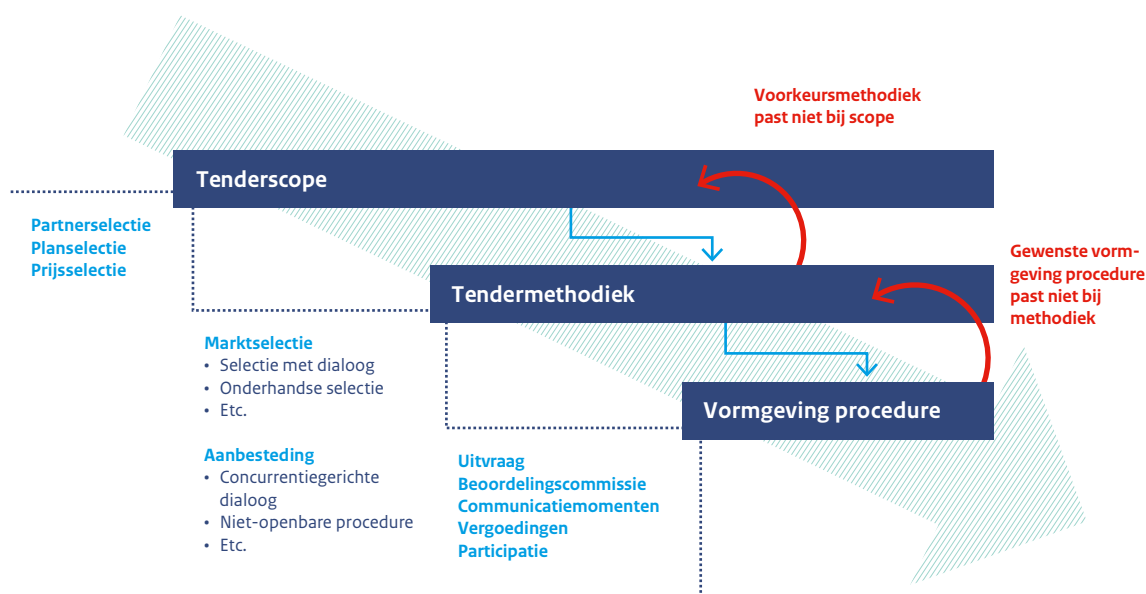 Voorkeursmethodiek
past niet bij scope
Tenderscope
Partnerselectie
Planselectie
Prijsselectie
Gewenste vorm-
geving procedure
past niet bij
methodiek
Tendermethodiek
Marktselectie
• Selectie met dialoog
• Onderhandse selectie
• Etc.
Aanbesteding
• Concurrentiegerichte
dialoog
• Niet-openbare procedure
• Etc.
Vormgeving procedure
Uitvraag
Beoordelingscommissie
Communicatiemomenten
Vergoedingen
Participatie